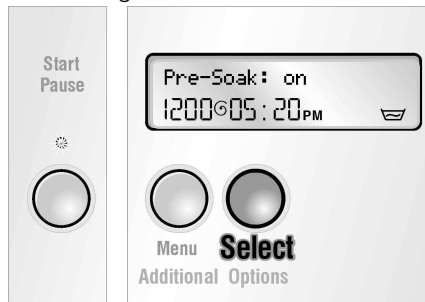 Start
Pause
Pre-Soak: on
1200 05:20PM
Menu Select
Additional Options